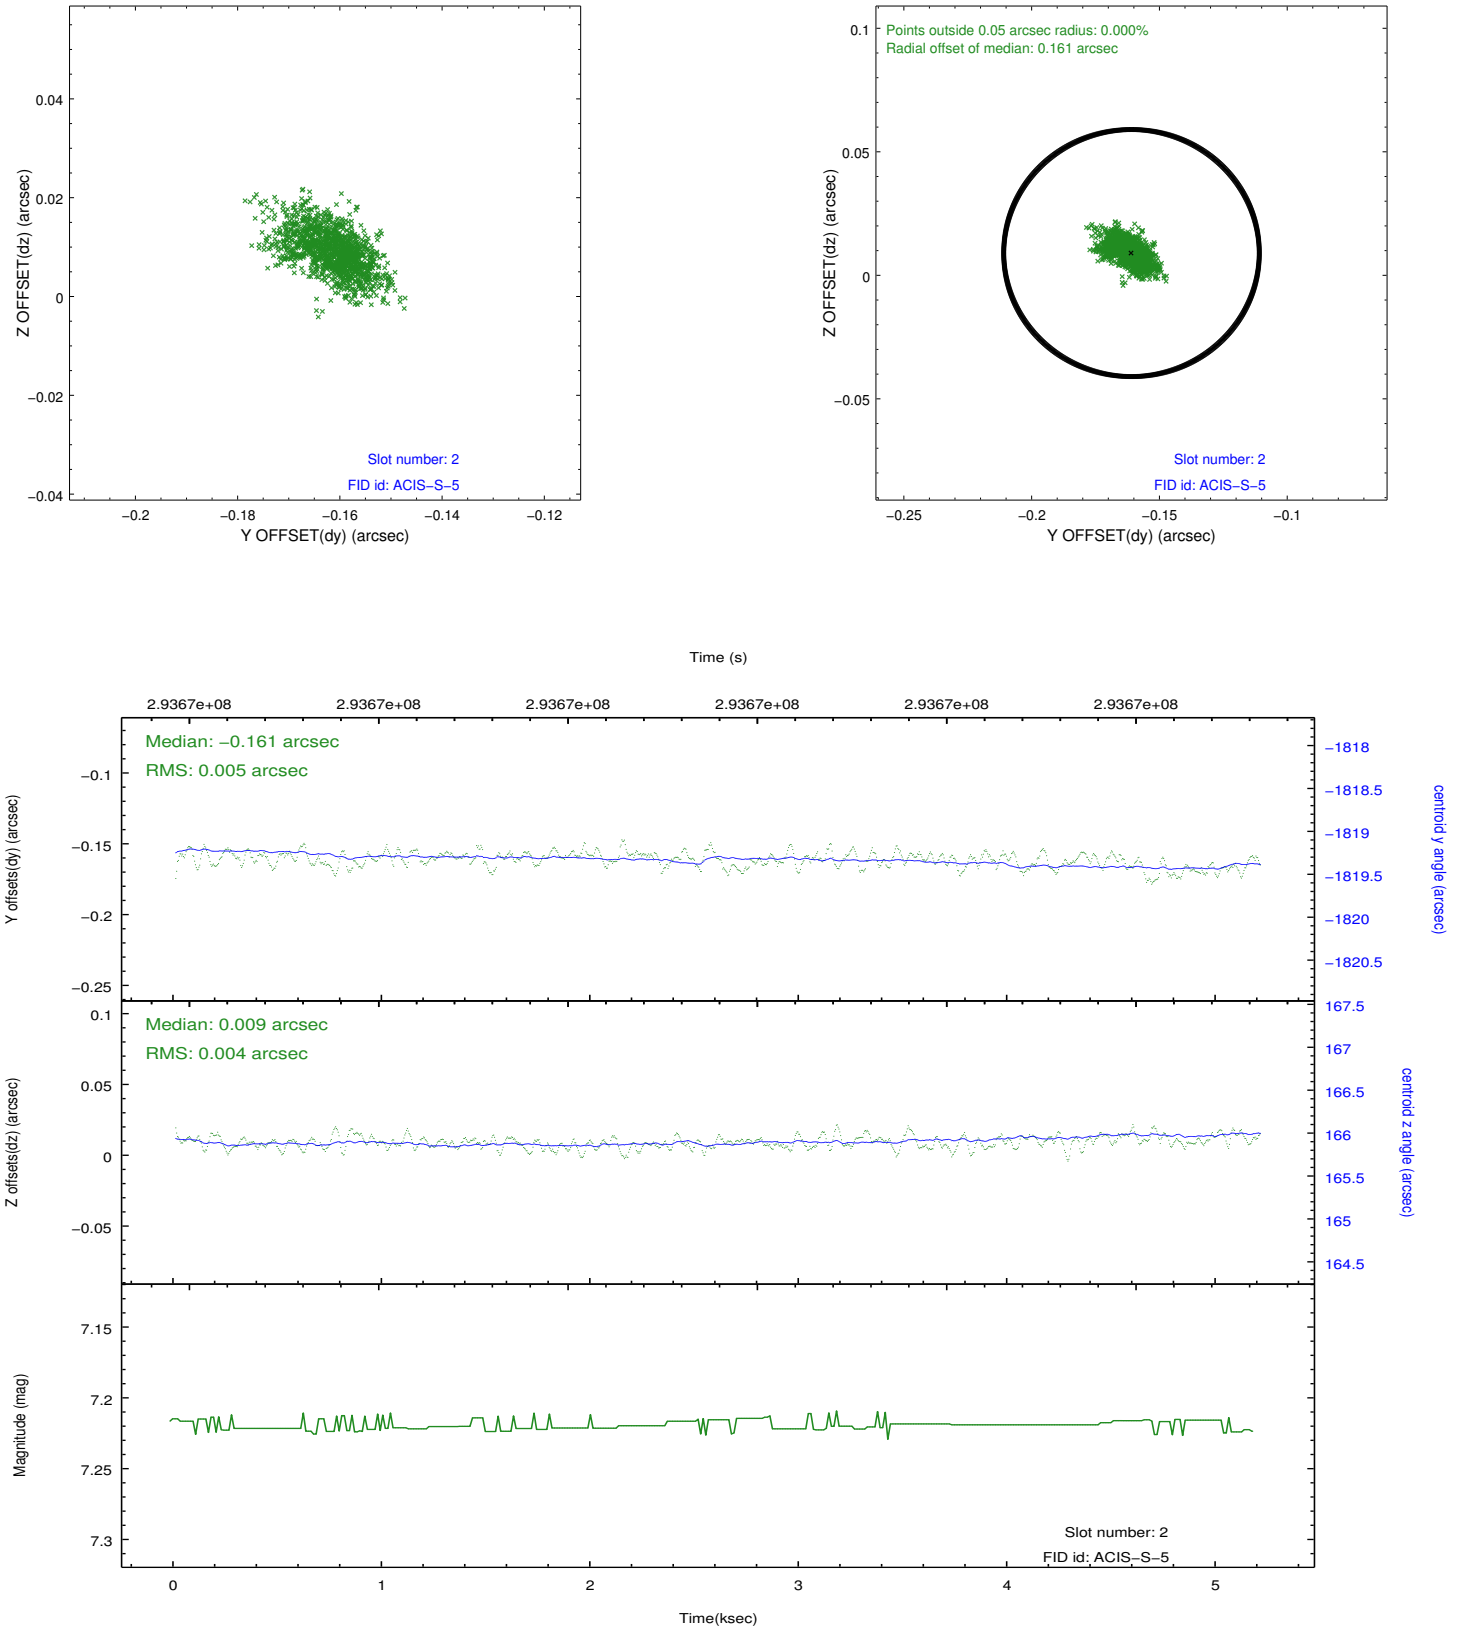 0.04
0.02
0
−0.02
−0.04
Z OFFSET(dz) (arcsec)
−0.2
−0.18
−0.16
−0.14
−0.12
Y OFFSET(dy) (arcsec)
Slot number: 2
FID id: ACIS−S−5
Points outside 0.05 arcsec radius: 0.000%
Radial offset of median: 0.161 arcsec
0.1
0.05
0
−0.05
Z OFFSET(dz) (arcsec)
−0.25
−0.2
−0.15
−0.1
Y OFFSET(dy) (arcsec)
Slot number: 2
FID id: ACIS−S−5
Time (s)
2.9367e+08
2.9367e+08
2.9367e+08
2.9367e+08
2.9367e+08
2.9367e+08
Median: −0.161 arcsec
RMS: 0.005 arcsec
−0.1
−0.15
−0.2
−0.25
Y offsets(dy) (arcsec)
−1818
−1818.5
−1819
−1819.5
−1820
−1820.5
centroid y angle (arcsec)
Median: 0.009 arcsec
RMS: 0.004 arcsec
0.1
0.05
0
−0.05
Z offsets(dz) (arcsec)
167.5
167
166.5
166
165.5
165
164.5
centroid z angle (arcsec)
7.15
7.2
7.25
7.3
Magnitude (mag)
Slot number: 2
FID id: ACIS−S−5
0
1
2
3
4
5
Time(ksec)